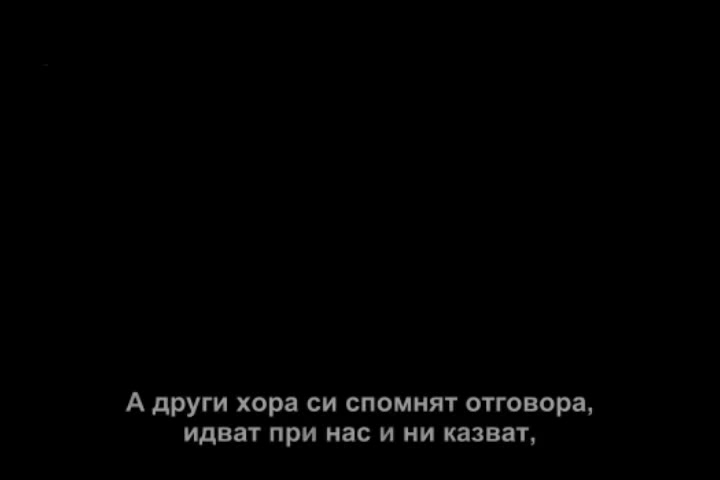 А други хора си спомнят отговора,
идват при нас и ни казват,